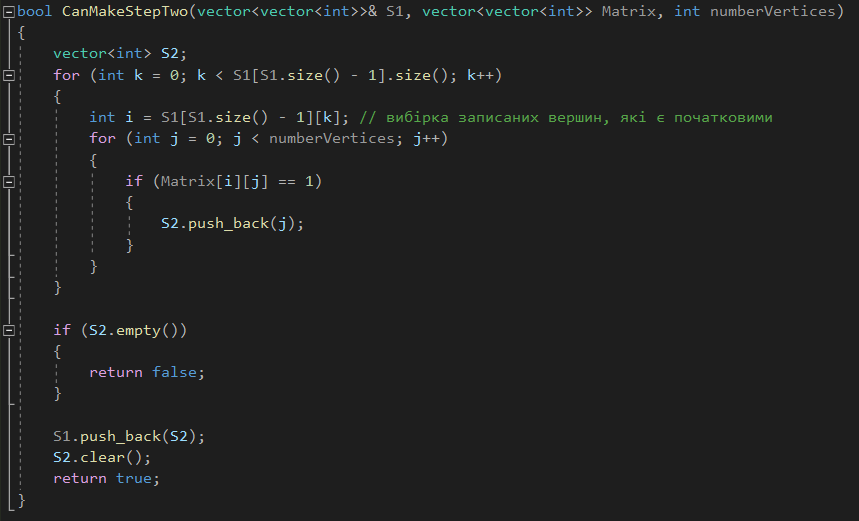 bool CanMakeStepTwo(vector<vector<int>>& S1, vector<vector<int>> Matrix, int numberVertices)
{
    vector<int> S2;
    for (int k = 0; k < S1[S1.size() - 1].size(); k++)
    {
        int i = S1[S1.size() - 1][k]; // вибірка записаних вершин, які є початковими
        for (int j = 0; j < numberVertices; j++)
        {
            if (Matrix[i][j] == 1)
            {
                S2.push_back(j);
            }
        }
    }

    if (S2.empty())
    {
        return false;
    }

    S1.push_back(S2);
    S2.clear();
    return true;
}